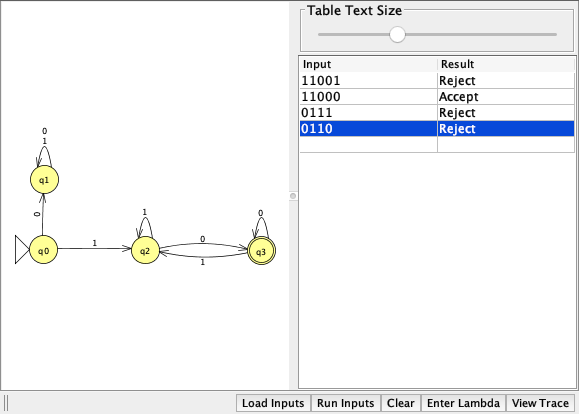 Table Text Size
Input Result
11001 Reject
11000 Accept
0111 Reject
0110 Reject
0
1
q1
0
q0
1
1
q2
0
1
0
q3
Load Inputs Run Inputs Clear Enter Lambda View Trace